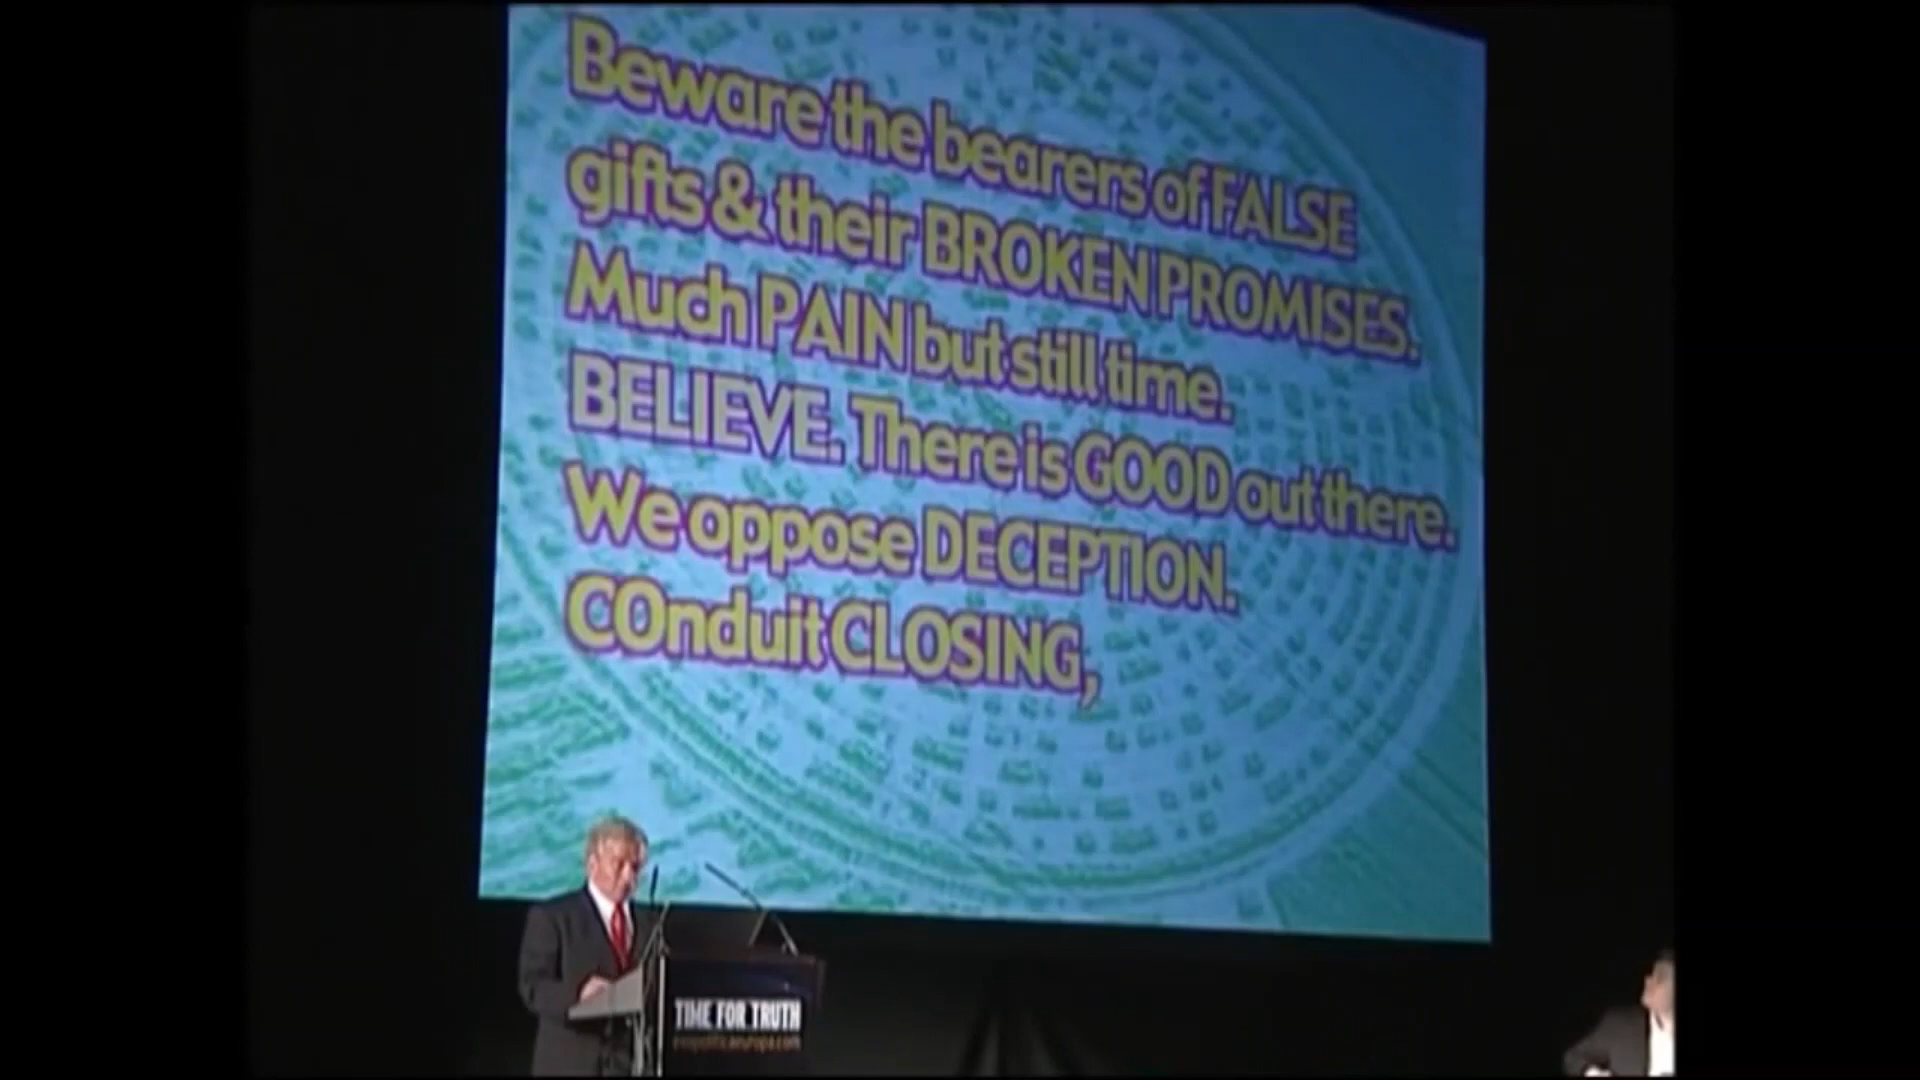 Beware the bearers of FALSE
gifts & their BROKEN PROMISES.
Much PAIN but still time.
BELIEVE. There is GOOD out there.
We oppose DECEPTION.
COnduit CLOSING,
TIME FOR TRUTH